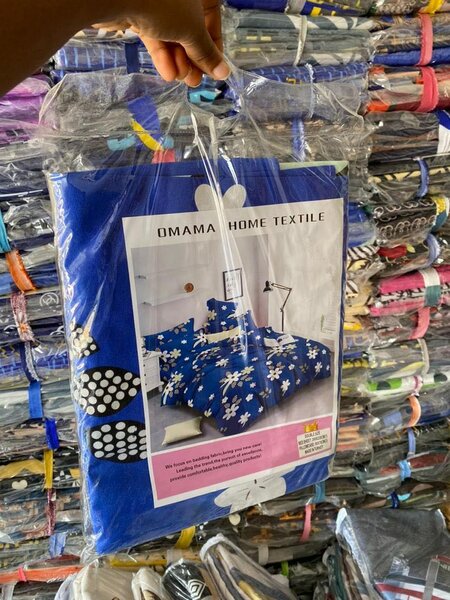 OMAMA HOME TEXTILE
We focus on bedding fabric,bring you new care!
Leading the trend,the pursuit of excellence,
provide comfortable,healthy,quality products!